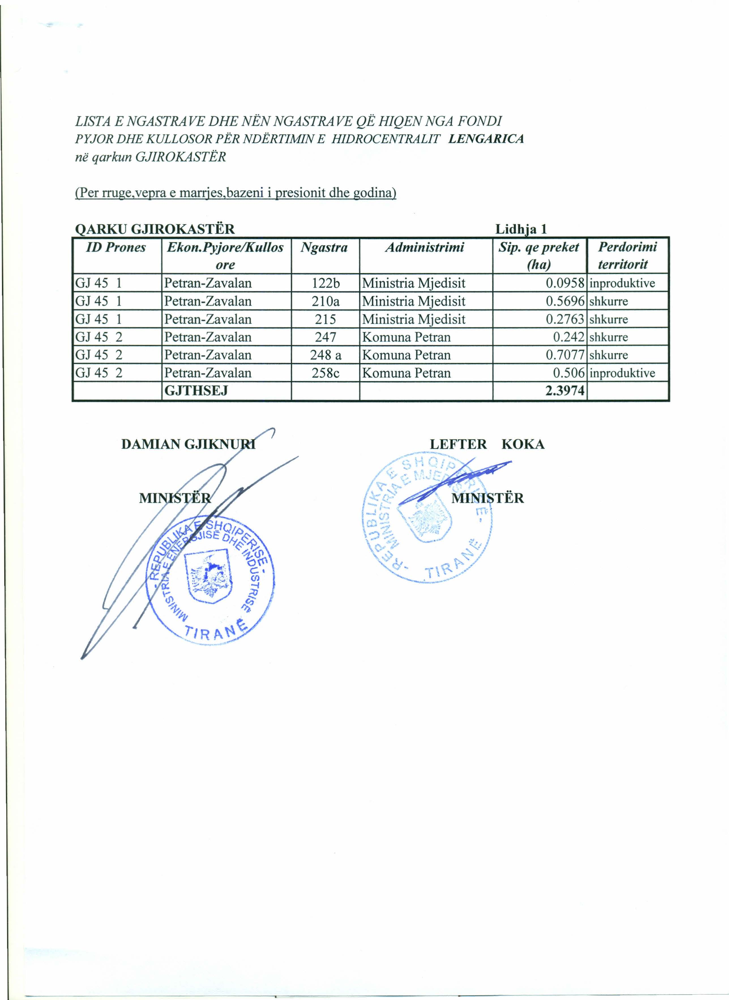 LISTA E NGASTRAVE DHE NËN NGASTRAVE QË HIQEN NGA FONDI
PYJOR DHE KULLOSOR PËR NDËRTIMIN E HIDROCENTRALIT LENGARICA
në qarkun GJIROKASTËR
(Per rruge,vepra e marrjes,bazeni i presionit dhe godina)
QARKU GJIROKASTËR Lidhja 1
ID Prones Ekon.Pyjore/Kullosore Ngastra Administrimi Sip. qe preket (ha) Perdorimi territorit
GJ 45 1 Petran-Zavalan 122b Ministria Mjedisit 0.0958 inproduktive
GJ 45 1 Petran-Zavalan 210a Ministria Mjedisit 0.5696 shkurre
GJ 45 1 Petran-Zavalan 215 Ministria Mjedisit 0.2763 shkurre
GJ 45 2 Petran-Zavalan 247 Komuna Petran 0.242 shkurre
GJ 45 2 Petran-Zavalan 248 a Komuna Petran 0.7077 shkurre
GJ 45 2 Petran-Zavalan 258c Komuna Petran 0.506 inproduktive
GJTHSEJ 2.3974
DAMIAN GJIKNURI LEFTER KOKA
MINISTËR MINISTËR
- REPUBLIKA E SHQIPERISE -
MINISTRIA E ENERGJISË DHE INDUSTRISË
TIRANË
-REPUBLIKA E SHQIPERISË-
MINISTRIA E MJEDISIT
TIRANË